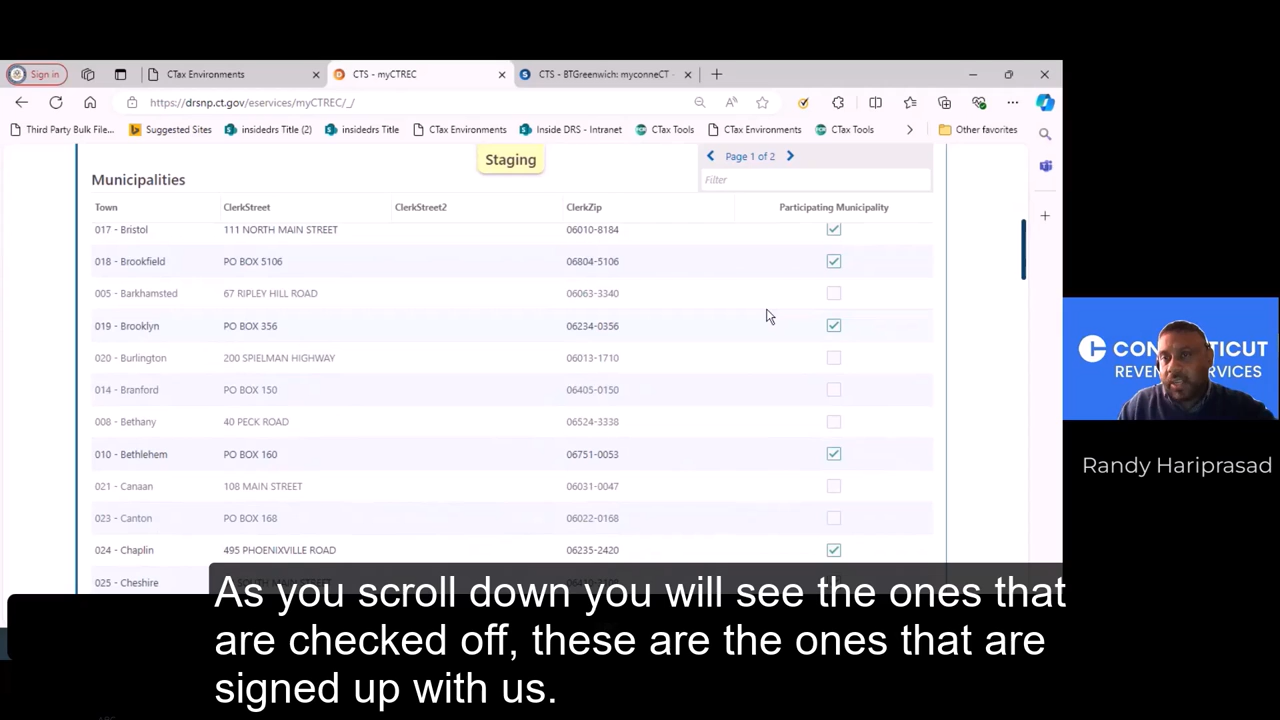 Sign in
CTax Environments
CTS - myCTREC
CTS - BTGreenwich: myconneCT -
https://drsnp.ct.gov/eservices/myCTREC/_/
Third Party Bulk File...
Suggested Sites
insidedrs Title (2)
insidedrs Title
CTax Environments
Inside DRS - Intranet
CTax Tools
CTax Environments
CTax Tools
Other favorites
Staging
Page 1 of 2
Municipalities
Filter
Town ClerkStreet ClerkStreet2 ClerkZip Participating Municipality
017 - Bristol 111 NORTH MAIN STREET 06010-8184
018 - Brookfield PO BOX 5106 06804-5106
005 - Barkhamsted 67 RIPLEY HILL ROAD 06063-3340
019 - Brooklyn PO BOX 356 06234-0356
020 - Burlington 200 SPIELMAN HIGHWAY 06013-1710
014 - Branford PO BOX 150 06405-0150
008 - Bethany 40 PECK ROAD 06524-3338
010 - Bethlehem PO BOX 160 06751-0053
021 - Canaan 108 MAIN STREET 06031-0047
023 - Canton PO BOX 168 06022-0168
024 - Chaplin 495 PHOENIXVILLE ROAD 06235-2420
025 - Cheshire
Randy Hariprasad
As you scroll down you will see the ones that
are checked off, these are the ones that are
signed up with us.